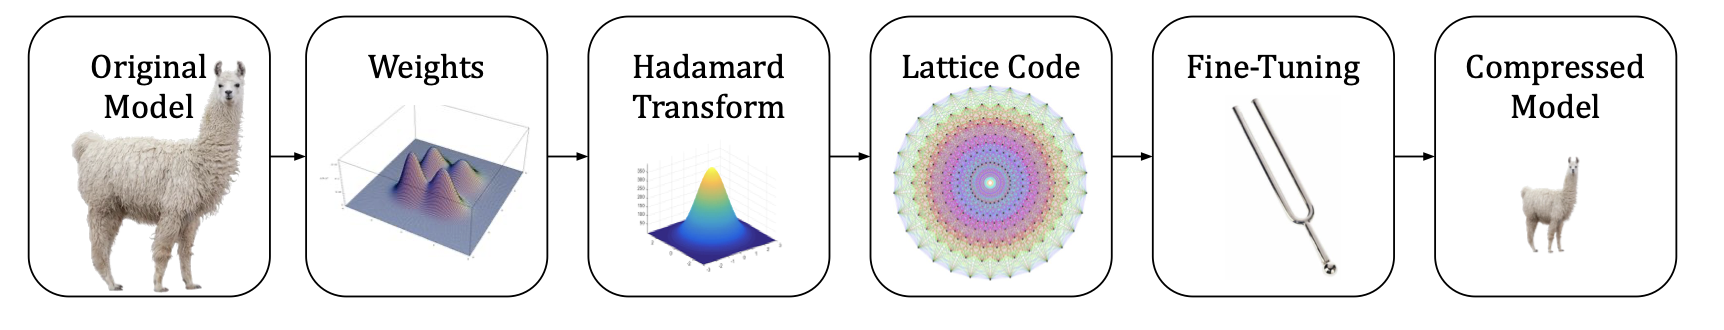 Original
Model
Weights
Hadamard
Transform
Lattice Code
Fine-Tuning
Compressed
Model